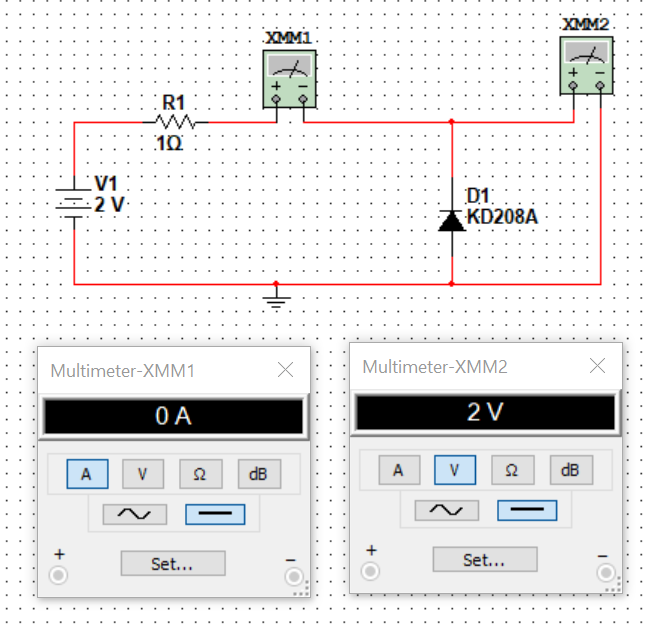 XMM1
XMM2
+ −
+ −
R1
1Ω
V1
2 V
D1
KD208A
Multimeter-XMM1
0 A
A V Ω dB
+ Set... −
Multimeter-XMM2
2 V
A V Ω dB
+ Set... −